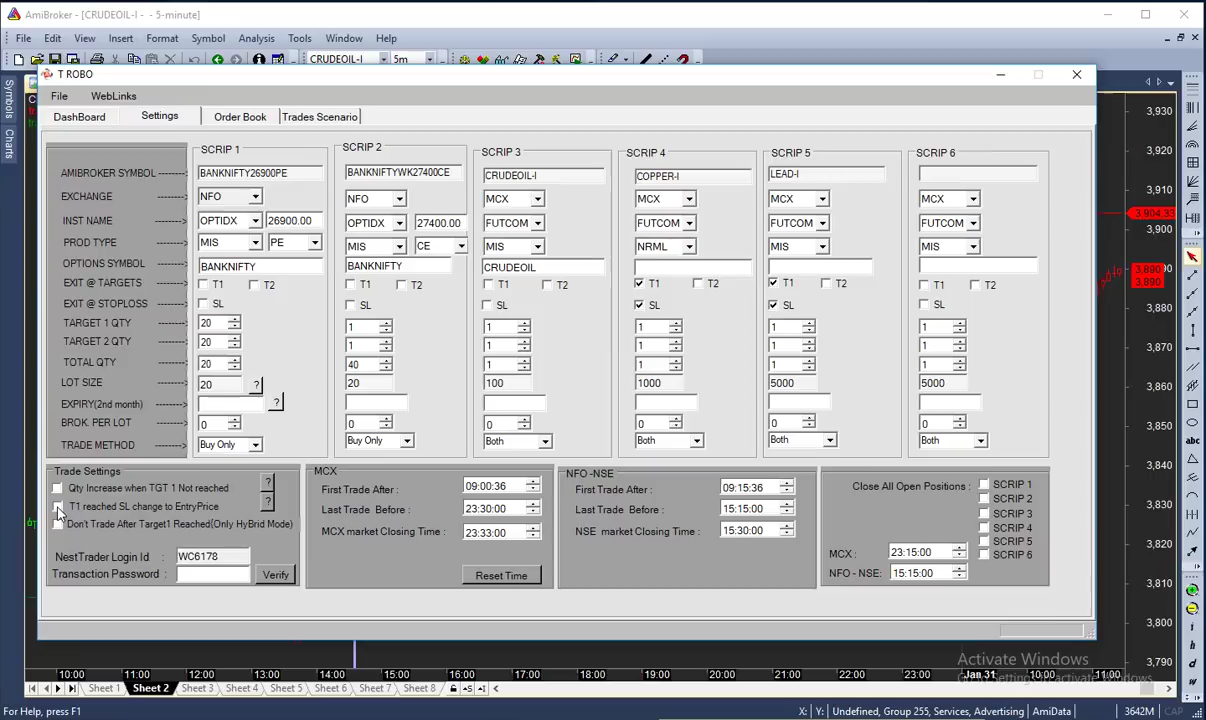 AmiBroker - [CRUDEOIL-I - - 5-minute]
File Edit View Insert Format Symbol Analysis Tools Window Help
CRUDEOIL-I 5m
T ROBO
File WebLinks
DashBoard Settings Order Book Trades Scenario
Symbols
Charts
SCRIP 1 SCRIP 2 SCRIP 3 SCRIP 4 SCRIP 5 SCRIP 6
AMIBROKER SYMBOL -------> BANKNIFTY26900PE BANKNIFTYWK27400CE CRUDEOIL-I COPPER-I LEAD-I
EXCHANGE -------> NFO NFO MCX MCX MCX MCX
INST NAME -------> OPTIDX 26900.00 OPTIDX 27400.00 FUTCOM FUTCOM FUTCOM FUTCOM
PROD TYPE -------> MIS PE MIS CE MIS NRML MIS MIS
OPTIONS SYMBOL -------> BANKNIFTY BANKNIFTY CRUDEOIL
EXIT @ TARGETS -------> T1 T2 T1 T2 T1 T2 T1 T2 T1 T2 T1 T2
EXIT @ STOPLOSS -------> SL SL SL SL SL SL
TARGET 1 QTY -------> 20 1 1 1 1 1
TARGET 2 QTY -------> 20 1 1 1 1 1
TOTAL QTY -------> 20 40 1 1 1 1
LOT SIZE -------> 20 ? 20 100 1000 5000 5000
EXPIRY(2nd month) -------> ?
BROK. PER LOT -------> 0 0 0 0 0 0
TRADE METHOD -------> Buy Only Buy Only Both Both Both Both
Trade Settings
Qty Increase when TGT 1 Not reached ?
T1 reached SL change to EntryPrice ?
Don't Trade After Target1 Reached(Only HyBrid Mode)
NestTrader Login Id : WC6178
Transaction Password : Verify
MCX
First Trade After : 09:00:36
Last Trade Before : 23:30:00
MCX market Closing Time : 23:33:00
Reset Time
NFO -NSE
First Trade After : 09:15:36
Last Trade Before : 15:15:00
NSE market Closing Time : 15:30:00
Close All Open Positions : SCRIP 1
SCRIP 2
SCRIP 3
SCRIP 4
SCRIP 5
SCRIP 6
MCX : 23:15:00
NFO - NSE: 15:15:00
3,930
3,920
3,910
3,904.33
3,900
3,890
3,890
3,880
3,870
3,860
3,850
3,840
3,830
3,820
3,810
3,800
3,790
abc
Activate Windows
10:00 11:00 12:00 13:00 14:00 15:00 16:00 17:00 18:00 19:00 20:00 21:00 22:00 23:00 Jan 31 10:00 11:00
Sheet 1 Sheet 2 Sheet 3 Sheet 4 Sheet 5 Sheet 6 Sheet 7 Sheet 8
For Help, press F1 X: Y: Undefined, Group 255, Services, Advertising AmiData 3642M CAP